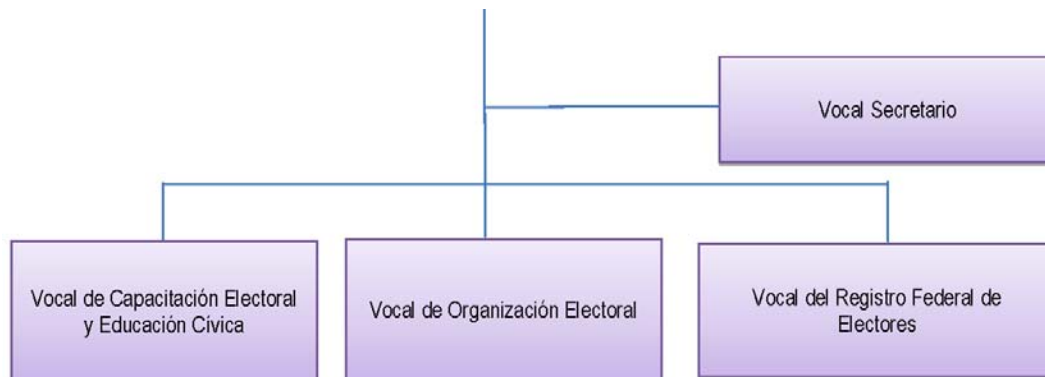 Vocal Secretario
Vocal de Capacitación Electoral
y Educación Cívica
Vocal de Organización Electoral
Vocal del Registro Federal de
Electores